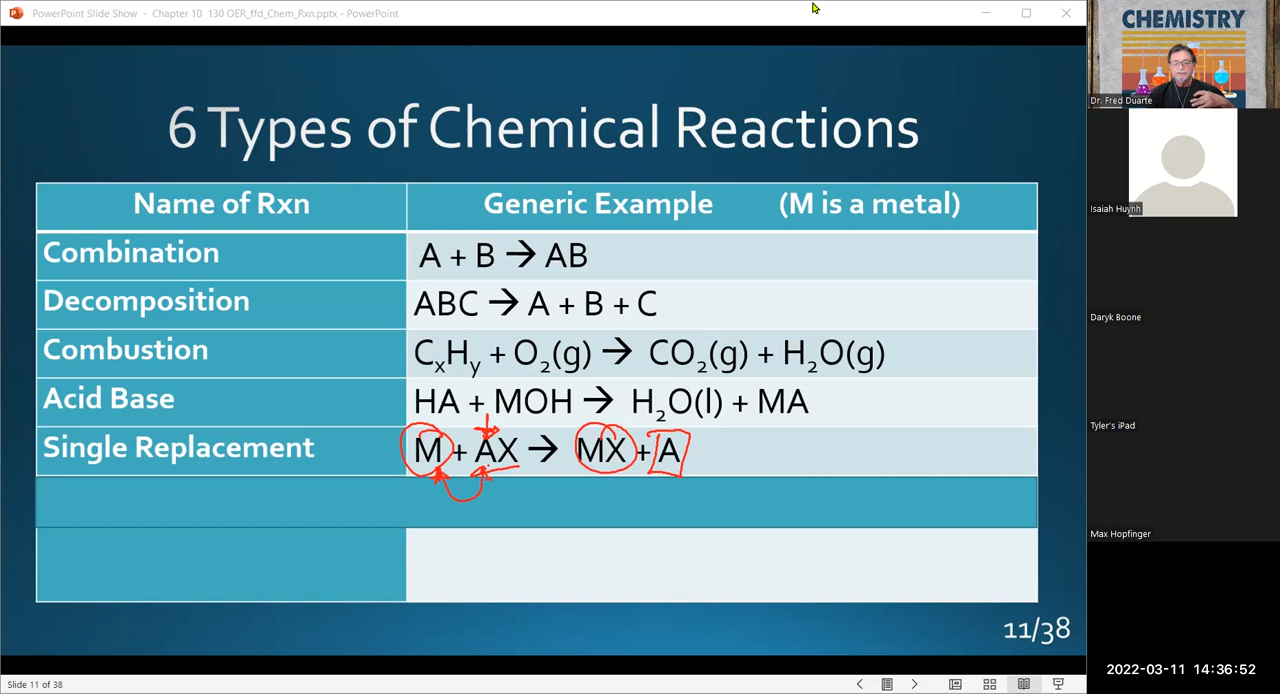 PowerPoint Slide Show - Chapter 10 130 OER_ffd_Chem_Rxn.pptx - PowerPoint
6 Types of Chemical Reactions
Name of Rxn Generic Example (M is a metal)
Combination A + B → AB
Decomposition ABC → A + B + C
Combustion CₓHᵧ + O₂(g) → CO₂(g) + H₂O(g)
Acid Base HA + MOH → H₂O(l) + MA
Single Replacement M + AX → MX + A
11/38
Slide 11 of 38
CHEMISTRY
Dr. Fred Duarte
Isaiah Huynh
Daryk Boone
Tyler's iPad
Max Hopfinger
2022-03-11 14:36:52